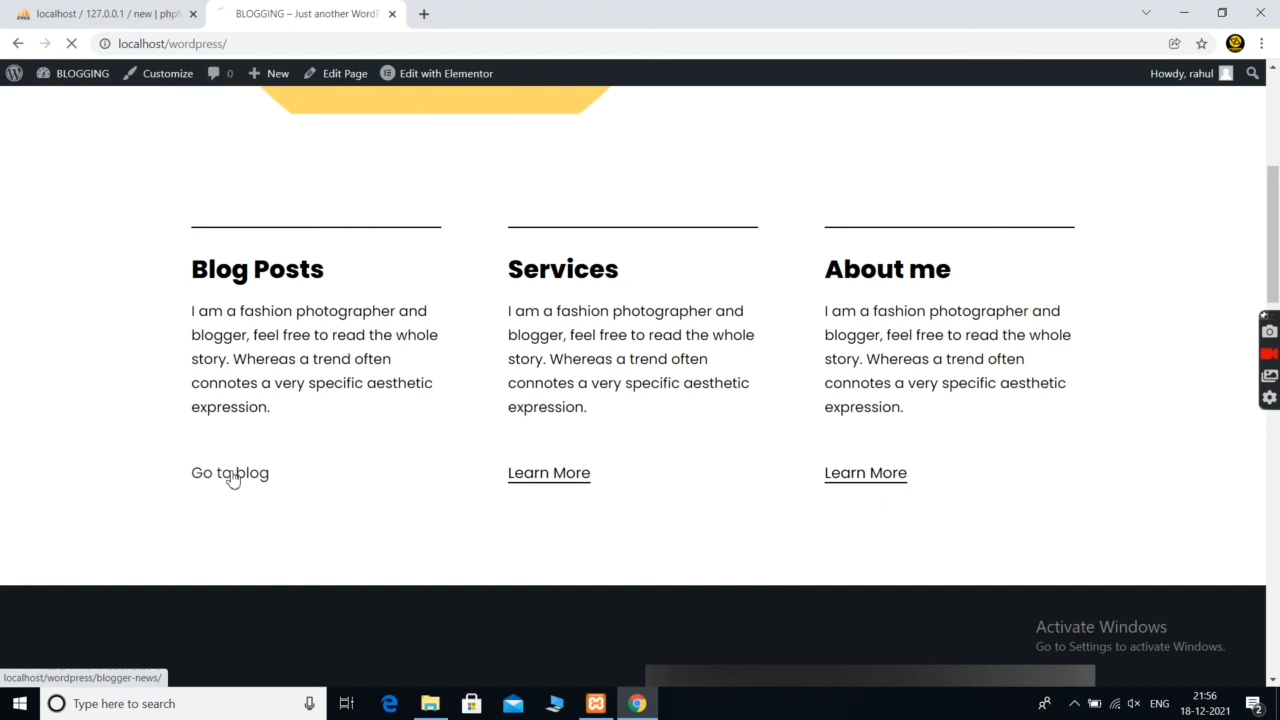 localhost / 127.0.0.1 / new | phpM
BLOGGING – Just another WordP
localhost/wordpress/
BLOGGING
Customize
0
New
Edit Page
Edit with Elementor
Howdy, rahul
Blog Posts
I am a fashion photographer and
blogger, feel free to read the whole
story. Whereas a trend often
connotes a very specific aesthetic
expression.
Go to blog
Services
I am a fashion photographer and
blogger, feel free to read the whole
story. Whereas a trend often
connotes a very specific aesthetic
expression.
Learn More
About me
I am a fashion photographer and
blogger, feel free to read the whole
story. Whereas a trend often
connotes a very specific aesthetic
expression.
Learn More
Activate Windows
Go to Settings to activate Windows.
localhost/wordpress/blogger-news/
Type here to search
ENG
21:56
18-12-2021
2